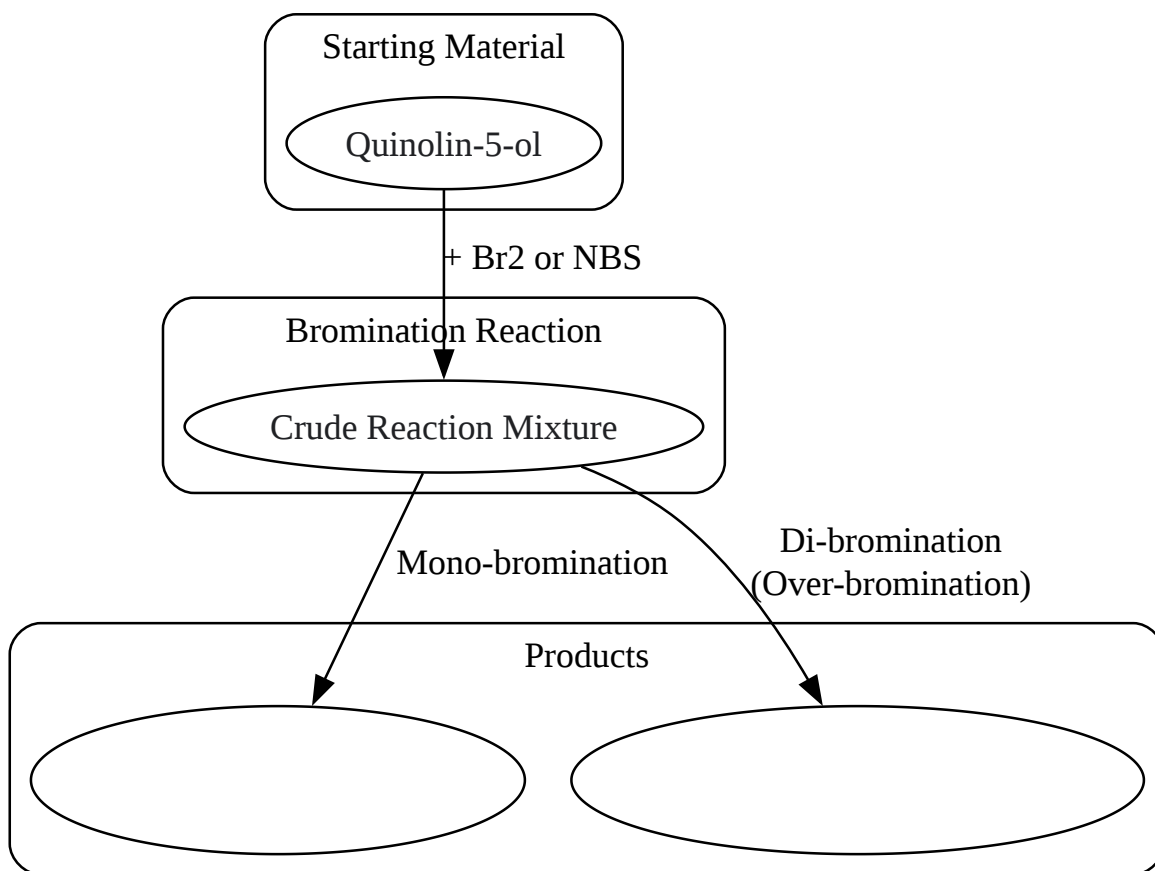 Starting Material
Quinolin-5-ol
+ Br2 or NBS
Bromination Reaction
Crude Reaction Mixture
Mono-bromination
Di-bromination
(Over-bromination)
Products